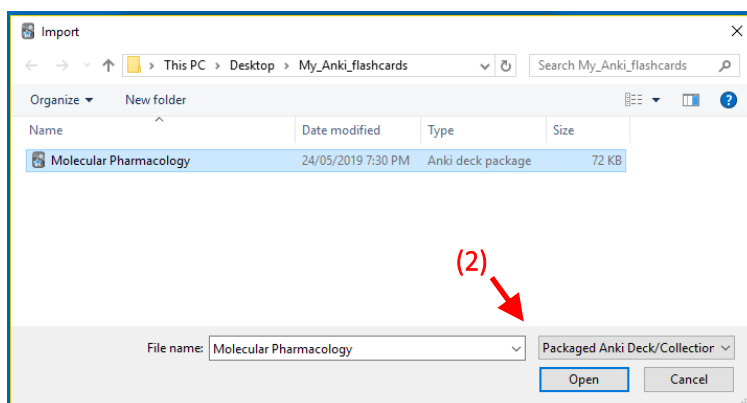 Import
This PC > Desktop > My_Anki_flashcards
Search My_Anki_flashcards
Organize
New folder
Name
Date modified
Type
Size
Molecular Pharmacology
24/05/2019 7:30 PM
Anki deck package
72 KB
(2)
File name:
Molecular Pharmacology
Packaged Anki Deck/Collection
Open
Cancel